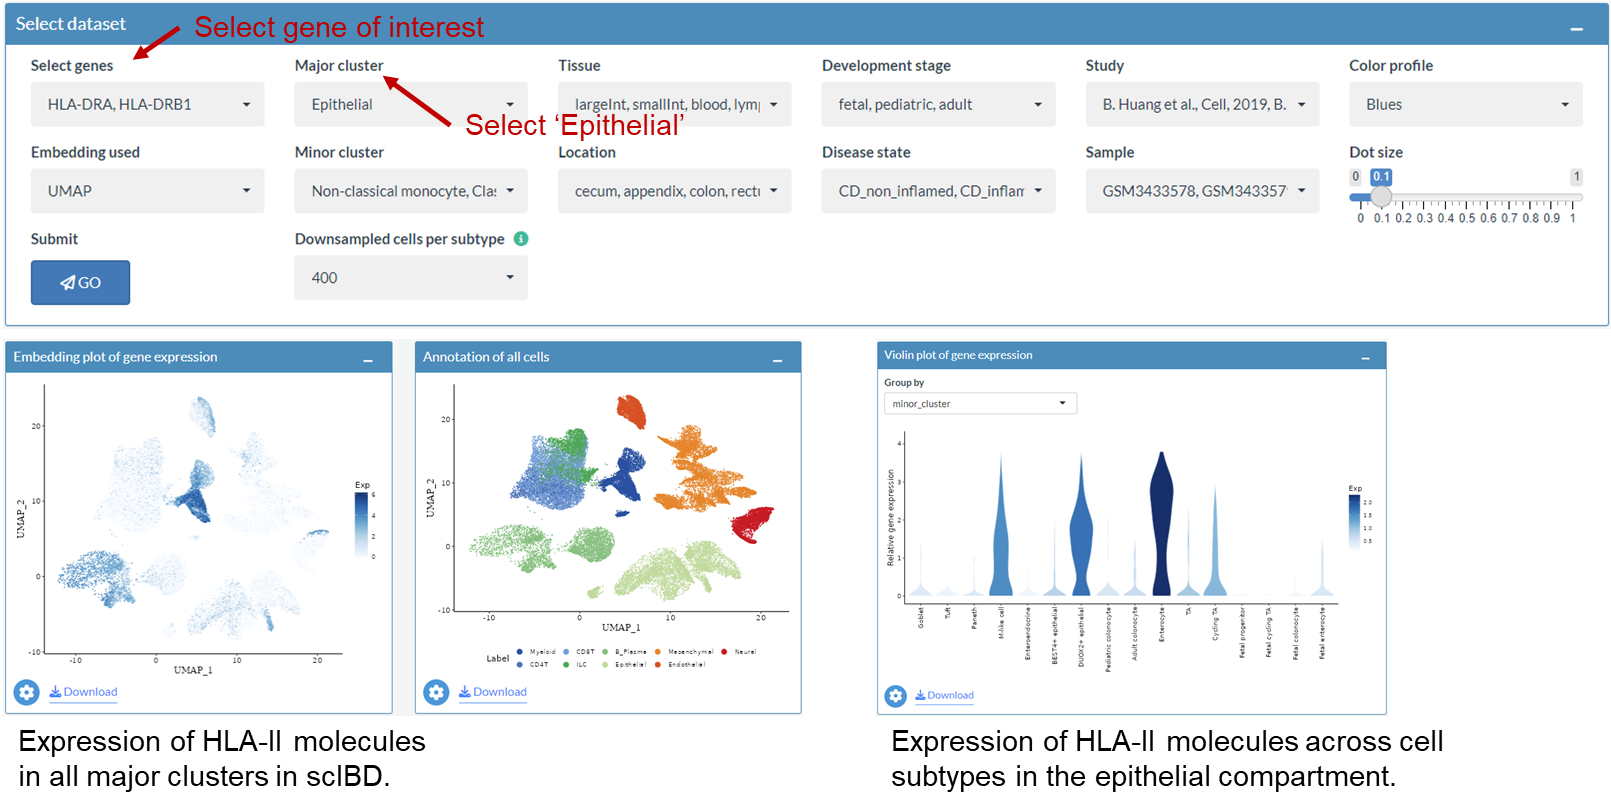 Select dataset
Select gene of interest
Select genes
Major cluster
Tissue
Development stage
Study
Color profile
HLA-DRA, HLA-DRB1
Epithelial
largeInt, smallInt, blood, lymp
fetal, pediatric, adult
B. Huang et al., Cell, 2019, B.
Blues
Select ‘Epithelial’
Embedding used
Minor cluster
Location
Disease state
Sample
Dot size
0
0.1
1
UMAP
Non-classical monocyte, Clas
cecum, appendix, colon, rectu
CD_non_inflamed, CD_inflam
GSM3433578, GSM343357
0 0.1 0.2 0.3 0.4 0.5 0.6 0.7 0.8 0.9 1
Submit
Downsampled cells per subtype
GO
400
Embedding plot of gene expression
20
10
0
-10
UMAP_2
-10 0 10 20
UMAP_1
Exp
6
4
2
0
Download
Annotation of all cells
20
10
0
-10
UMAP_2
-10 0 10 20
UMAP_1
Label
Myeloid CD8T B_Plasma Mesenchymal Neural
CD4T ILC Epithelial Endothelial
Download
Violin plot of gene expression
Group by
minor_cluster
4
3
2
1
0
Relative gene expression
Exp
2.0
1.5
1.0
0.5
Goblet
Tuft
Paneth
M-like cell
Enteroendocrine
BEST4+ epithelial
DUOX2+ epithelial
Pediatric colonocyte
Adult colonocyte
Enterocyte
TA
Cycling TA
Fetal progenitor
Fetal cycling TA
Fetal colonocyte
Fetal enterocyte
Download
Expression of HLA-II molecules
in all major clusters in scIBD.
Expression of HLA-II molecules across cell
subtypes in the epithelial compartment.